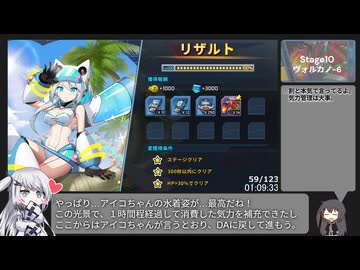 リザルト
100%
獲得報酬
+1000
+3000
星獲得条件
ステージクリア
300秒以内にクリア
HP>30%でクリア
Stage10
ヴォルカノ-6
割と本気で言ってるよ。
気力管理は大事。
59/123
01:09:33
やっぱり...アイコちゃんの水着姿が...最高だね！
この光景で、１時間程経過して消費した気力を補充できたし
ここからはアイコちゃんが言うとおり、DAに戻して進もう。